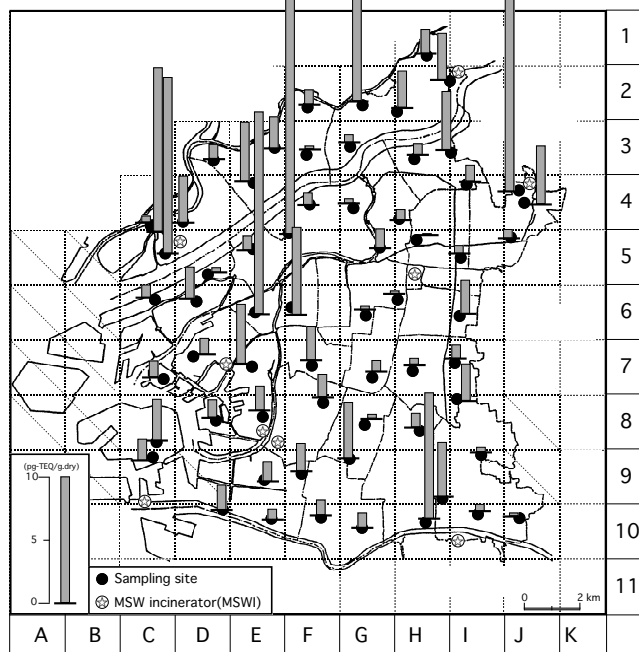 1
2
3
4
5
6
7
8
9
10
11
(pg-TEQ/g.dry)
10
5
0
Sampling site
MSW incinerator(MSWI)
0 2 km
A B C D E F G H I J K